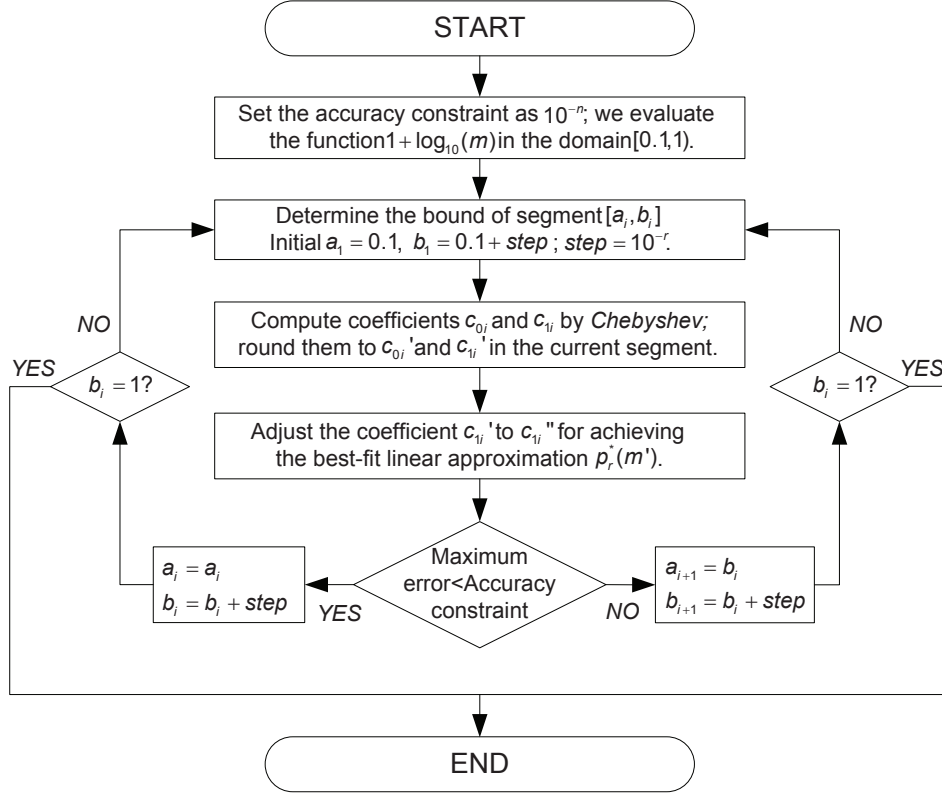 START
Set the accuracy constraint as 10⁻ⁿ; we evaluate
the function 1 + log₁₀(m) in the domain[0.1,1).
Determine the bound of segment [aᵢ, bᵢ]
Initial a₁ = 0.1, b₁ = 0.1 + step ; step = 10⁻ʳ.
Compute coefficients c₀ᵢ and c₁ᵢ by Chebyshev;
round them to c₀ᵢ' and c₁ᵢ' in the current segment.
NO
NO
YES
YES
bᵢ = 1?
bᵢ = 1?
Adjust the coefficient c₁ᵢ' to c₁ᵢ" for achieving
the best-fit linear approximation pᵣ*(m').
Maximum
error<Accuracy
constraint
YES
NO
aᵢ = aᵢ
bᵢ = bᵢ + step
aᵢ₊₁ = bᵢ
bᵢ₊₁ = bᵢ + step
END